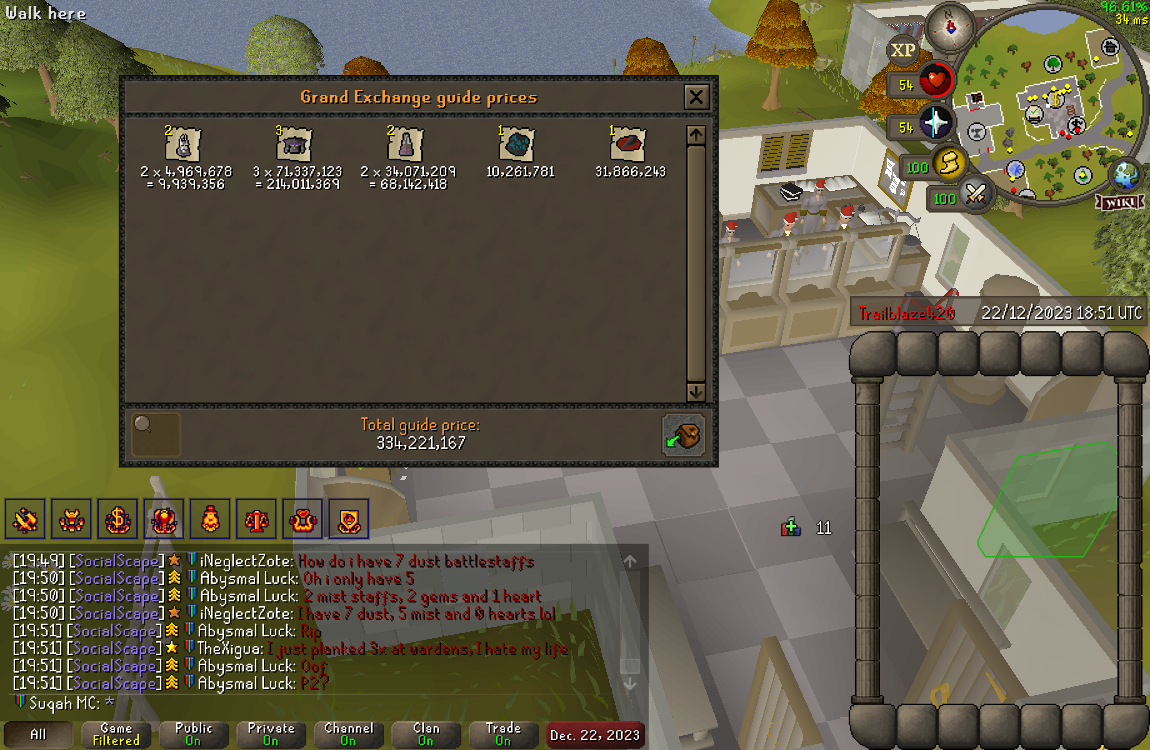 Walk here
96.61%
34 ms
XP
54
54
100
100
WIKI
Grand Exchange guide prices
2 3 2 1 1
2 x 4,969,678 3 x 71,337,123 2 x 34,071,209 10,261,781 31,866,243
= 9,939,356 = 214,011,369 = 68,142,418
Total guide price:
334,221,167
Trailblaze420 22/12/2023 18:51 UTC
11
[19:49] [SocialScape] iNeglectZote: How do i have 7 dust battlestaffs
[19:50] [SocialScape] Abysmal Luck: Oh i only have 5
[19:50] [SocialScape] Abysmal Luck: 2 mist staffs, 2 gems and 1 heart
[19:50] [SocialScape] iNeglectZote: I have 7 dust, 5 mist and 0 hearts lol
[19:51] [SocialScape] Abysmal Luck: Rip
[19:51] [SocialScape] TheXigua: I just planked 3x at wardens, I hate my life
[19:51] [SocialScape] Abysmal Luck: Oof
[19:51] [SocialScape] Abysmal Luck: P2?
Suqah MC: *
All
Game
Filtered
Public
On
Private
On
Channel
On
Clan
On
Trade
On
Dec. 22, 2023